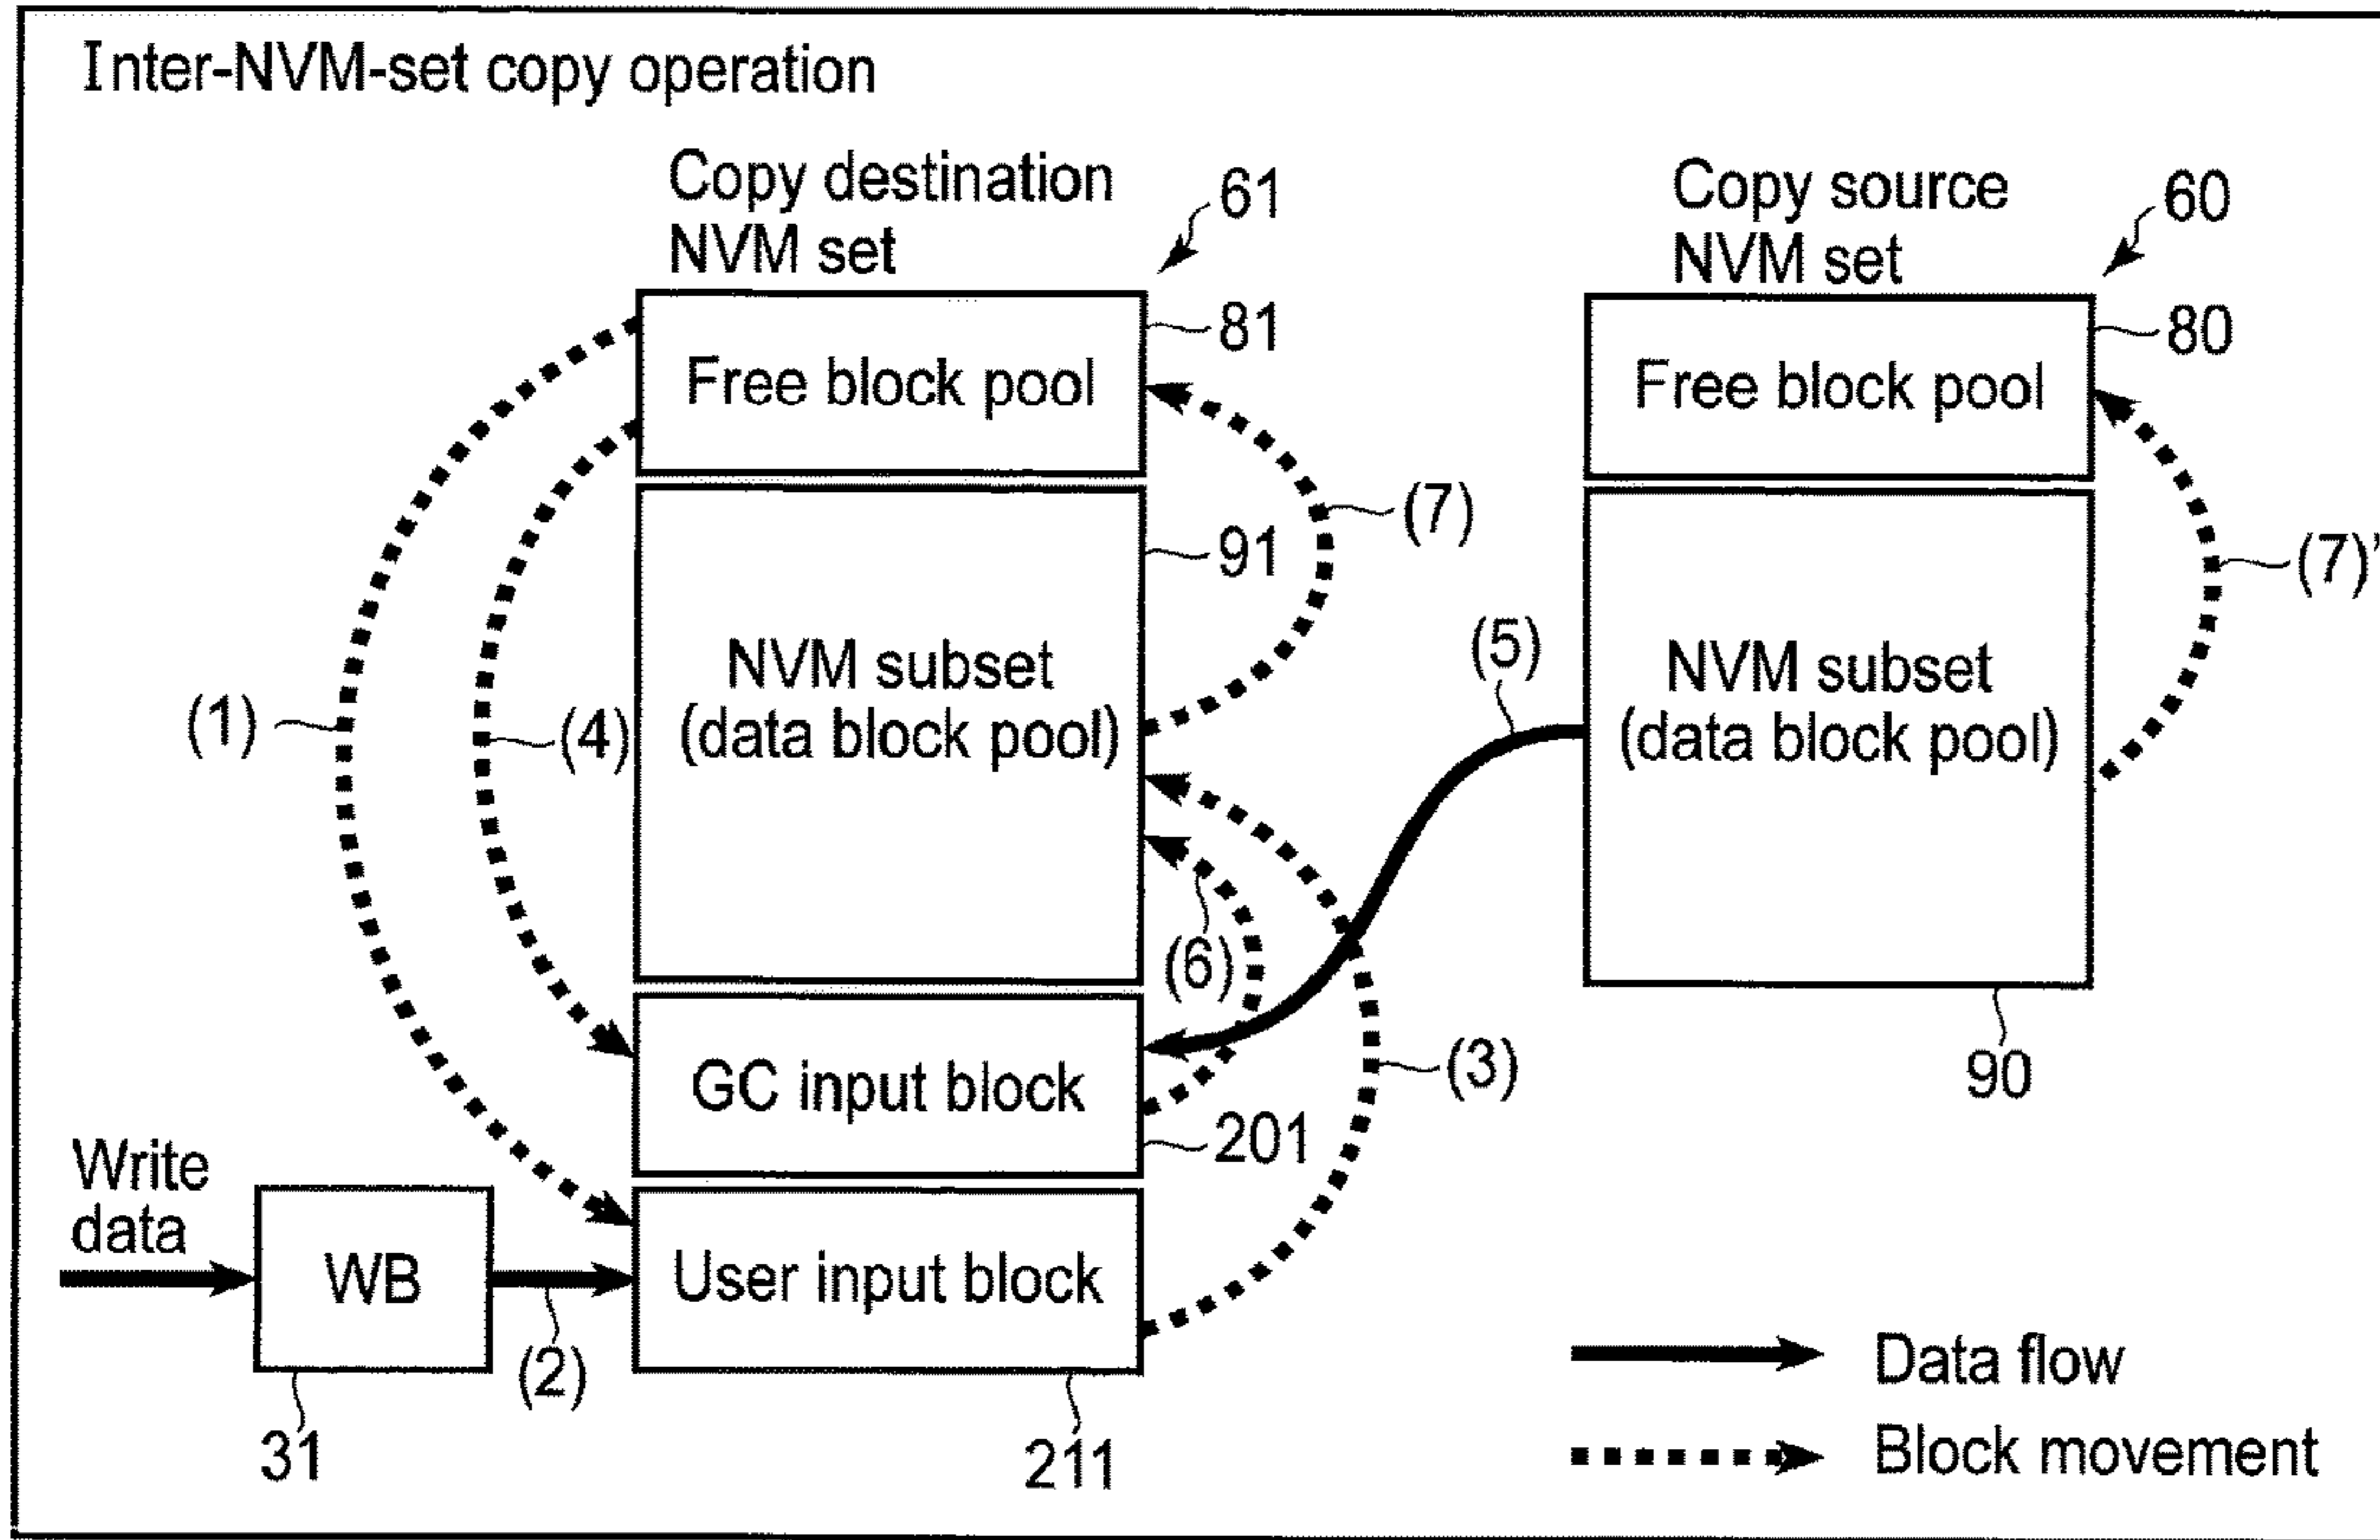 Inter-NVM-set copy operation
Copy destination
NVM set
61
Copy source
NVM set
60
81
Free block pool
80
Free block pool
(7)
91
(7)’
NVM subset
(data block pool)
(5)
NVM subset
(data block pool)
(1)
(4)
(6)
(3)
90
GC input block
201
Write
data
WB
User input block
(2)
31
211
Data flow
Block movement